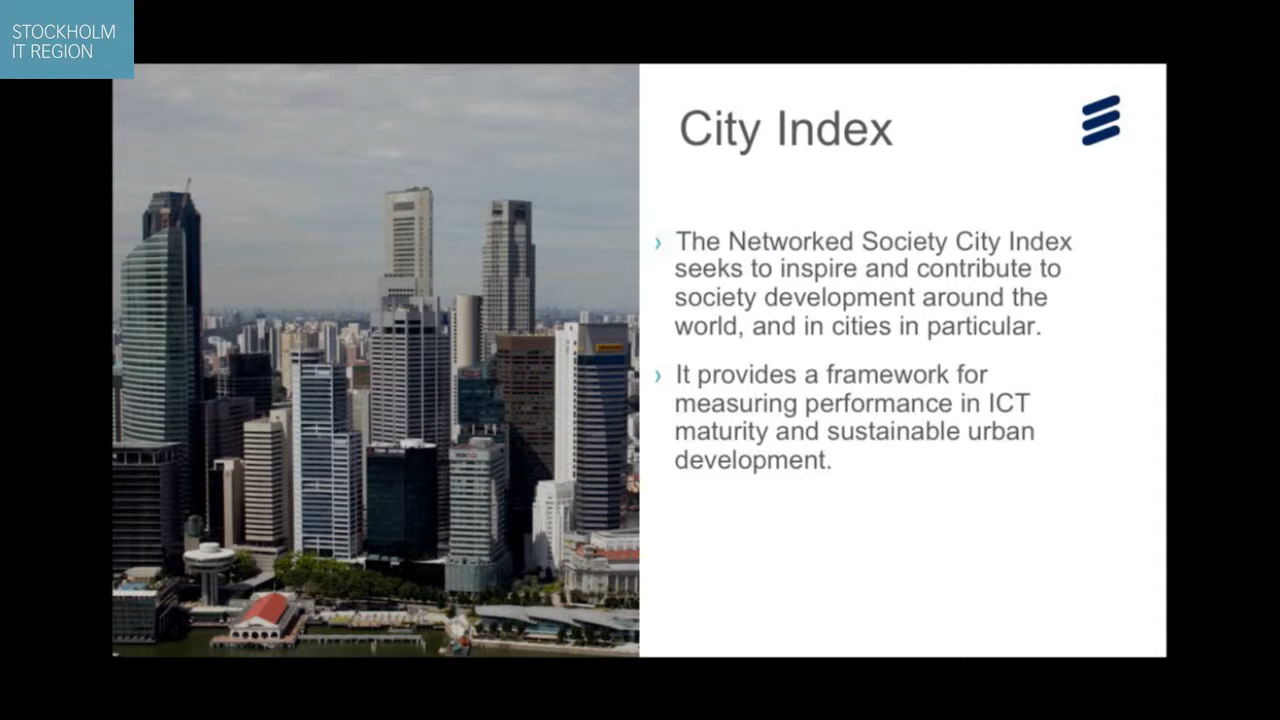 STOCKHOLM
IT REGION
City Index
› The Networked Society City Index
seeks to inspire and contribute to
society development around the
world, and in cities in particular.
› It provides a framework for
measuring performance in ICT
maturity and sustainable urban
development.